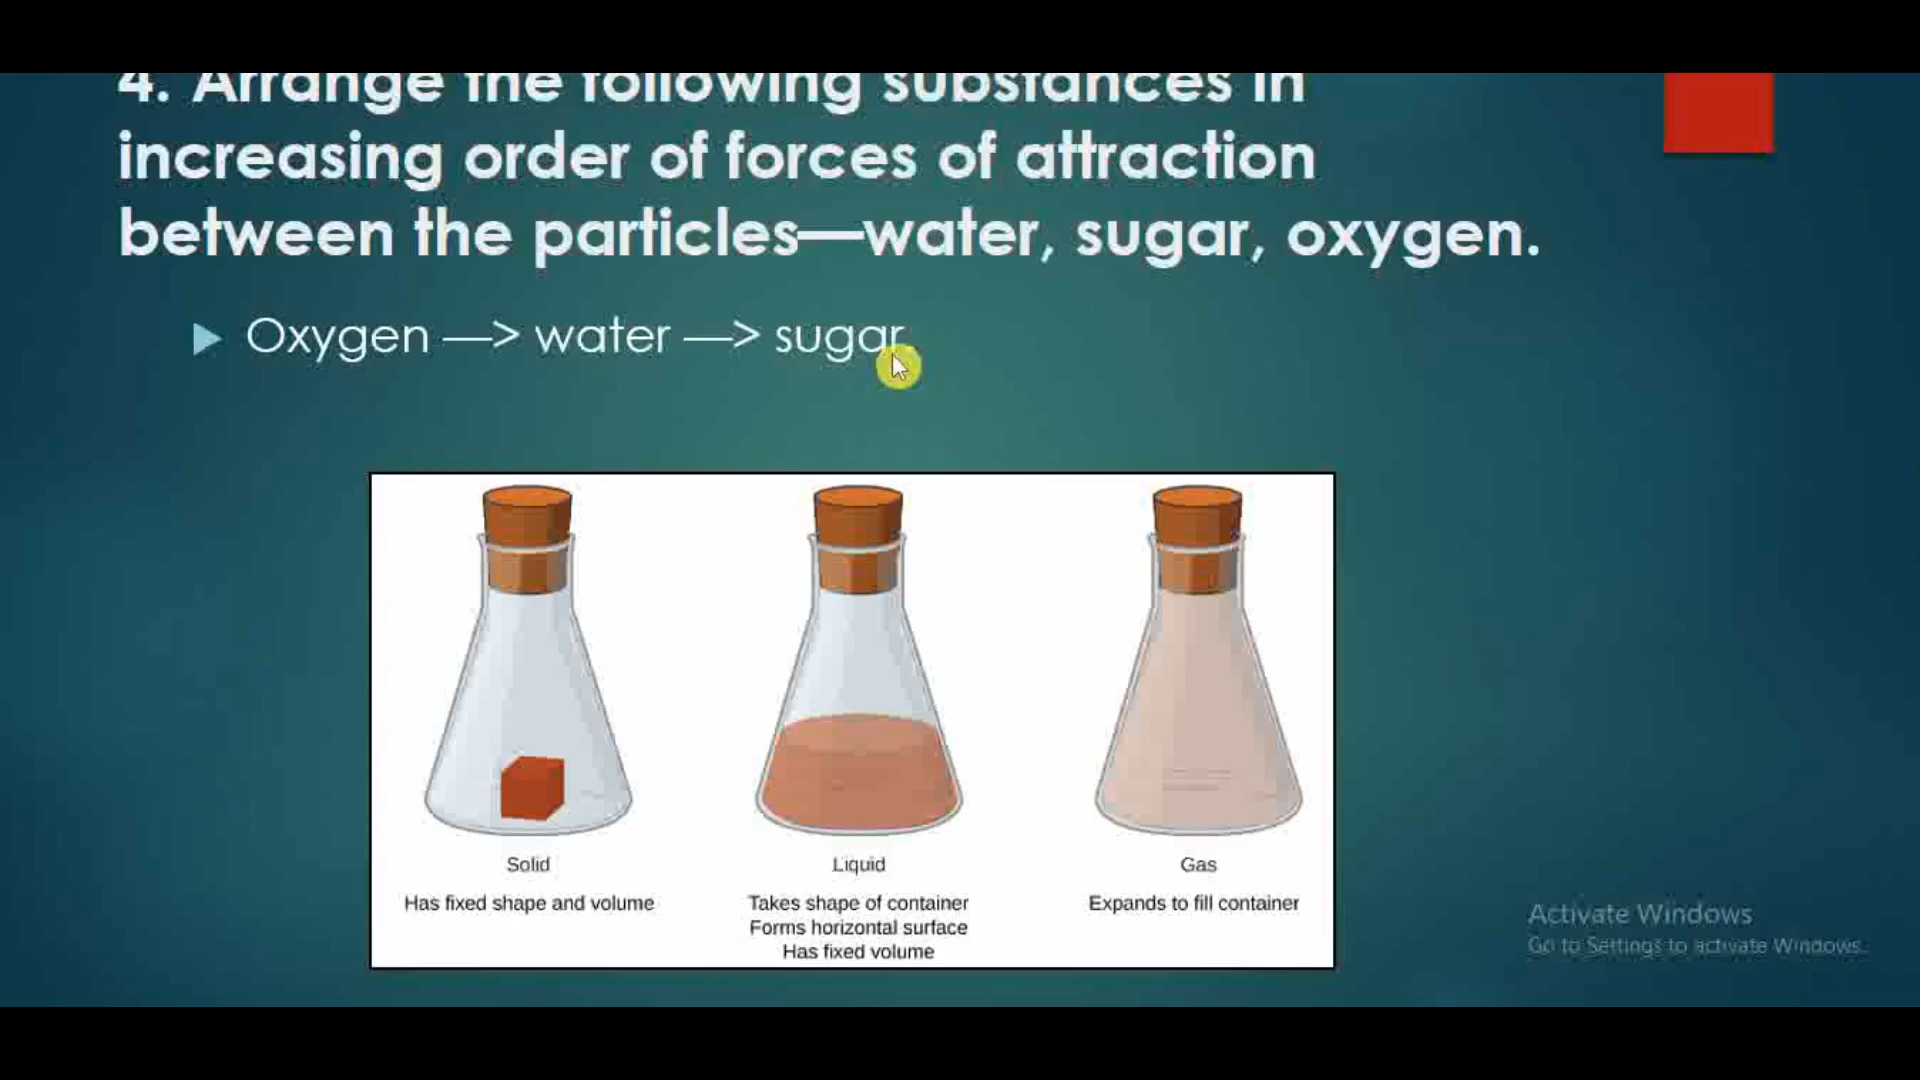 4. Arrange the following substances in
increasing order of forces of attraction
between the particles—water, sugar, oxygen.
Oxygen —> water —> sugar
Solid
Has fixed shape and volume
Liquid
Takes shape of container
Forms horizontal surface
Has fixed volume
Gas
Expands to fill container
Activate Windows
Go to Settings to activate Windows.